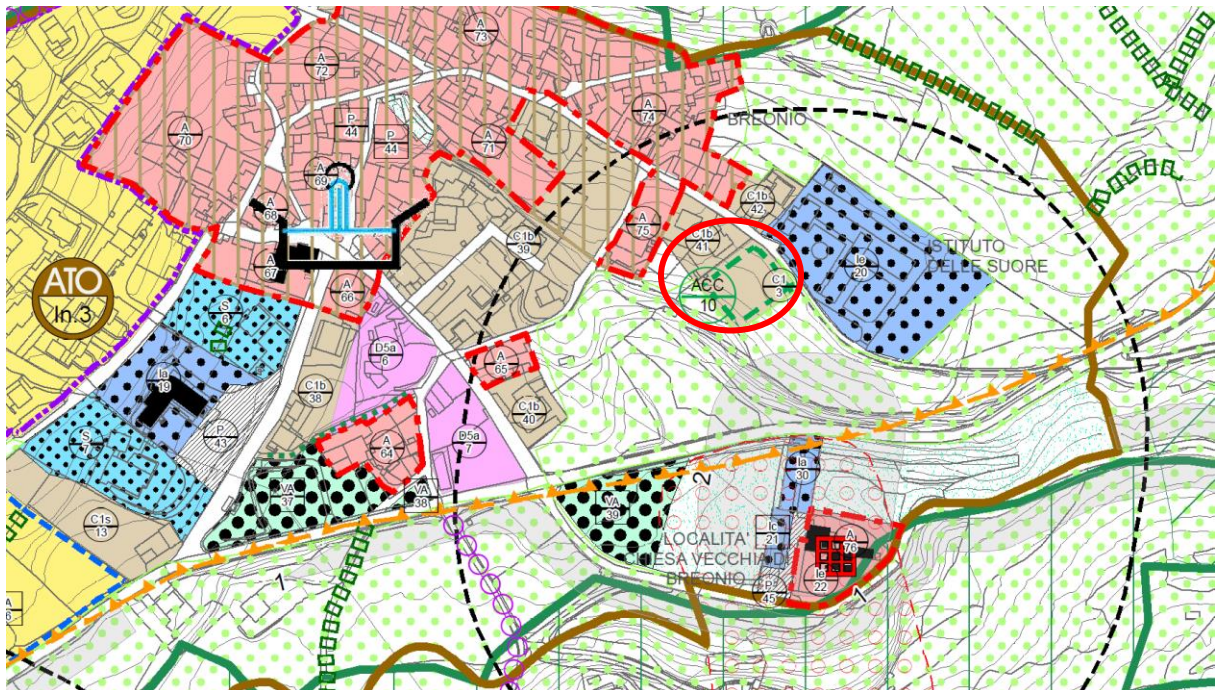 A
73
A
72
P
44
P
44
A
70
A
71
A
74
BREONIO
A
69
A
68
A
67
A
66
C1b
39
A
75
C1b
41
C1b
42
Ie
20
ISTITUTO
DELLE SUORE
ACC
10
C1
3
ATO
In.3
S
6
Ia
19
P
43
S
7
C1s
13
C1b
38
D5a
6
A
65
C1b
40
D5a
7
A
64
VA
37
VA
38
VA
39
2
1
Ia
30
Ic
21
LOCALITA'
CHIESA VECCHIA DI
BREONIO
A
76
Ie
22
P
45
1
A
6